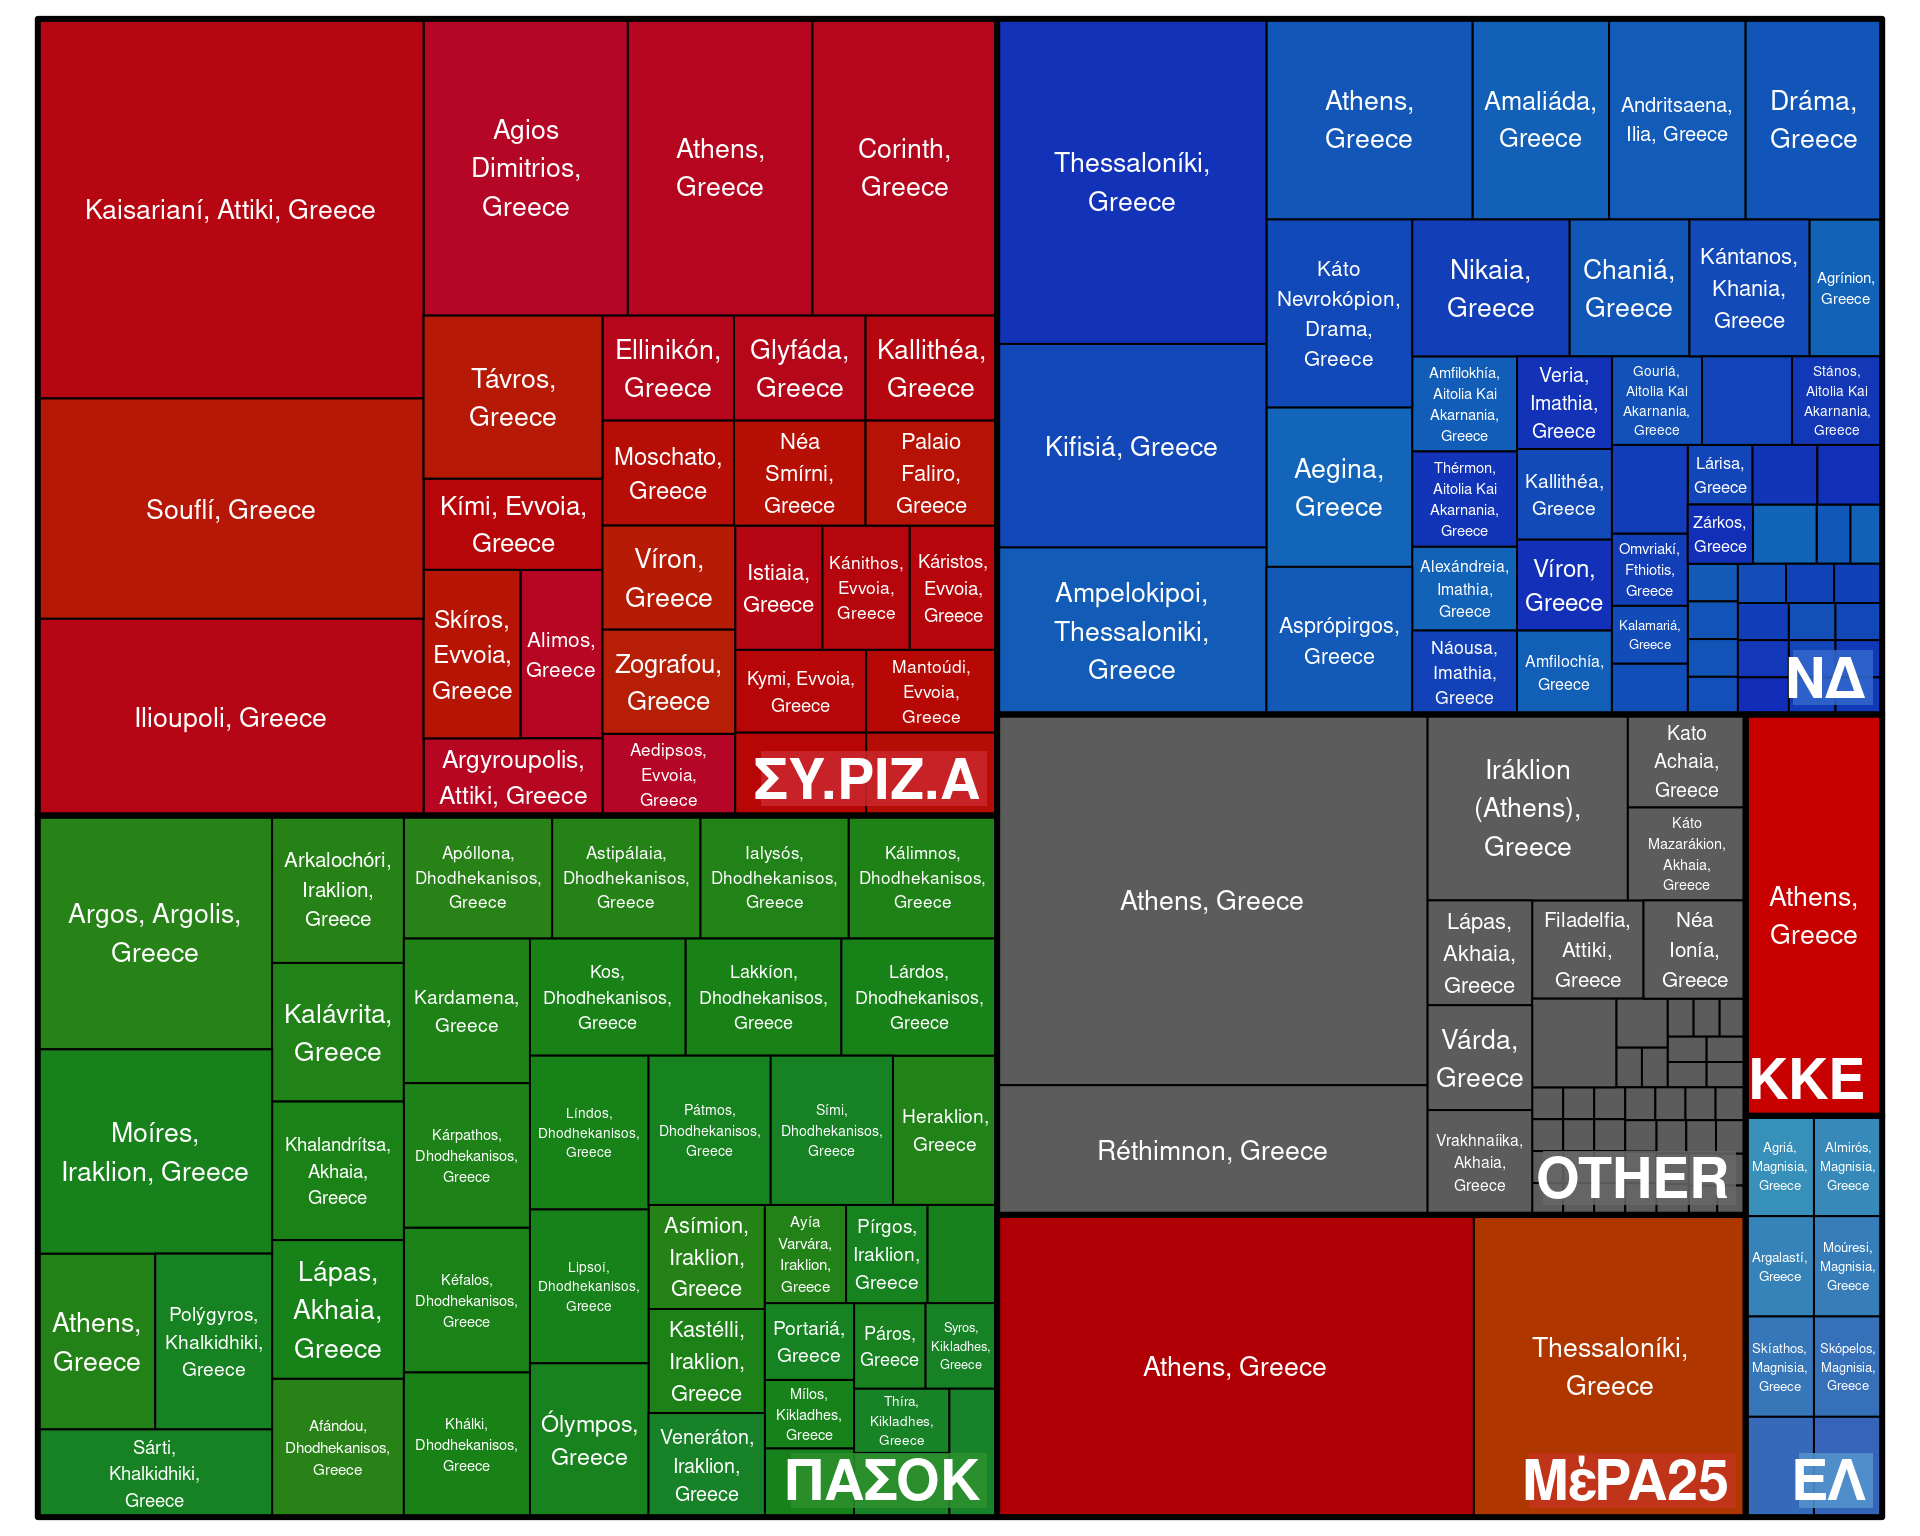 Kaisarianí, Attiki, Greece
Souflí, Greece
Ilioupoli, Greece
Agios
Dimitrios,
Greece
Athens,
Greece
Corinth,
Greece
Távros,
Greece
Kími, Evvoia,
Greece
Skíros,
Evvoia,
Greece
Alimos,
Greece
Argyroupolis,
Attiki, Greece
Ellinikón,
Greece
Glyfáda,
Greece
Kallithéa,
Greece
Moschato,
Greece
Néa
Smírni,
Greece
Palaio
Faliro,
Greece
Víron,
Greece
Zografou,
Greece
Aedipsos,
Evvoia,
Greece
Istiaia,
Greece
Kánithos,
Evvoia,
Greece
Káristos,
Evvoia,
Greece
Kymi, Evvoia,
Greece
Mantoúdi,
Evvoia,
Greece
ΣΥ.ΡΙΖ.Α
Thessaloníki,
Greece
Kifisiá, Greece
Ampelokipoi,
Thessaloniki,
Greece
Athens,
Greece
Amaliáda,
Greece
Andritsaena,
Ilia, Greece
Dráma,
Greece
Káto
Nevrokópion,
Drama,
Greece
Aegina,
Greece
Asprópirgos,
Greece
Nikaia,
Greece
Chaniá,
Greece
Kántanos,
Khania,
Greece
Agrínion,
Greece
Amfilokhía,
Aitolia Kai
Akarnania,
Greece
Thérmon,
Aitolia Kai
Akarnania,
Greece
Alexándreia,
Imathia,
Greece
Náousa,
Imathia,
Greece
Veria,
Imathia,
Greece
Kallithéa,
Greece
Víron,
Greece
Amfilochía,
Greece
Gouriá,
Aitolia Kai
Akarnania,
Greece
Stános,
Aitolia Kai
Akarnania,
Greece
Lárisa,
Greece
Zárkos,
Greece
Omvriakí,
Fthiotis,
Greece
Kalamariá,
Greece
ΝΔ
Argos, Argolis,
Greece
Moíres,
Iraklion, Greece
Athens,
Greece
Polýgyros,
Khalkidhiki,
Greece
Sárti,
Khalkidhiki,
Greece
Arkalochóri,
Iraklion,
Greece
Kalávrita,
Greece
Khalandrítsa,
Akhaia,
Greece
Lápas,
Akhaia,
Greece
Afándou,
Dhodhekanisos,
Greece
Apóllona,
Dhodhekanisos,
Greece
Astipálaia,
Dhodhekanisos,
Greece
Ialysós,
Dhodhekanisos,
Greece
Kálimnos,
Dhodhekanisos,
Greece
Kardamena,
Greece
Kos,
Dhodhekanisos,
Greece
Lakkíon,
Dhodhekanisos,
Greece
Lárdos,
Dhodhekanisos,
Greece
Kárpathos,
Dhodhekanisos,
Greece
Kéfalos,
Dhodhekanisos,
Greece
Khálki,
Dhodhekanisos,
Greece
Líndos,
Dhodhekanisos,
Greece
Lipsoí,
Dhodhekanisos,
Greece
Ólympos,
Greece
Pátmos,
Dhodhekanisos,
Greece
Sími,
Dhodhekanisos,
Greece
Heraklion,
Greece
Asímion,
Iraklion,
Greece
Kastélli,
Iraklion,
Greece
Veneráton,
Iraklion,
Greece
Ayía
Varvára,
Iraklion,
Greece
Pírgos,
Iraklion,
Greece
Portariá,
Greece
Páros,
Greece
Syros,
Kikladhes,
Greece
Mílos,
Kikladhes,
Greece
Thíra,
Kikladhes,
Greece
ΠΑΣΟΚ
Athens, Greece
Réthimnon, Greece
Iráklion
(Athens),
Greece
Kato
Achaia,
Greece
Káto
Mazarákion,
Akhaia,
Greece
Lápas,
Akhaia,
Greece
Filadelfia,
Attiki,
Greece
Néa
Ionía,
Greece
Várda,
Greece
Vrakhnaíika,
Akhaia,
Greece
OTHER
Athens,
Greece
ΚΚΕ
Athens, Greece
Thessaloníki,
Greece
ΜέΡΑ25
Agriá,
Magnisia,
Greece
Almirós,
Magnisia,
Greece
Argalastí,
Greece
Moúresi,
Magnisia,
Greece
Skíathos,
Magnisia,
Greece
Skópelos,
Magnisia,
Greece
ΕΛ